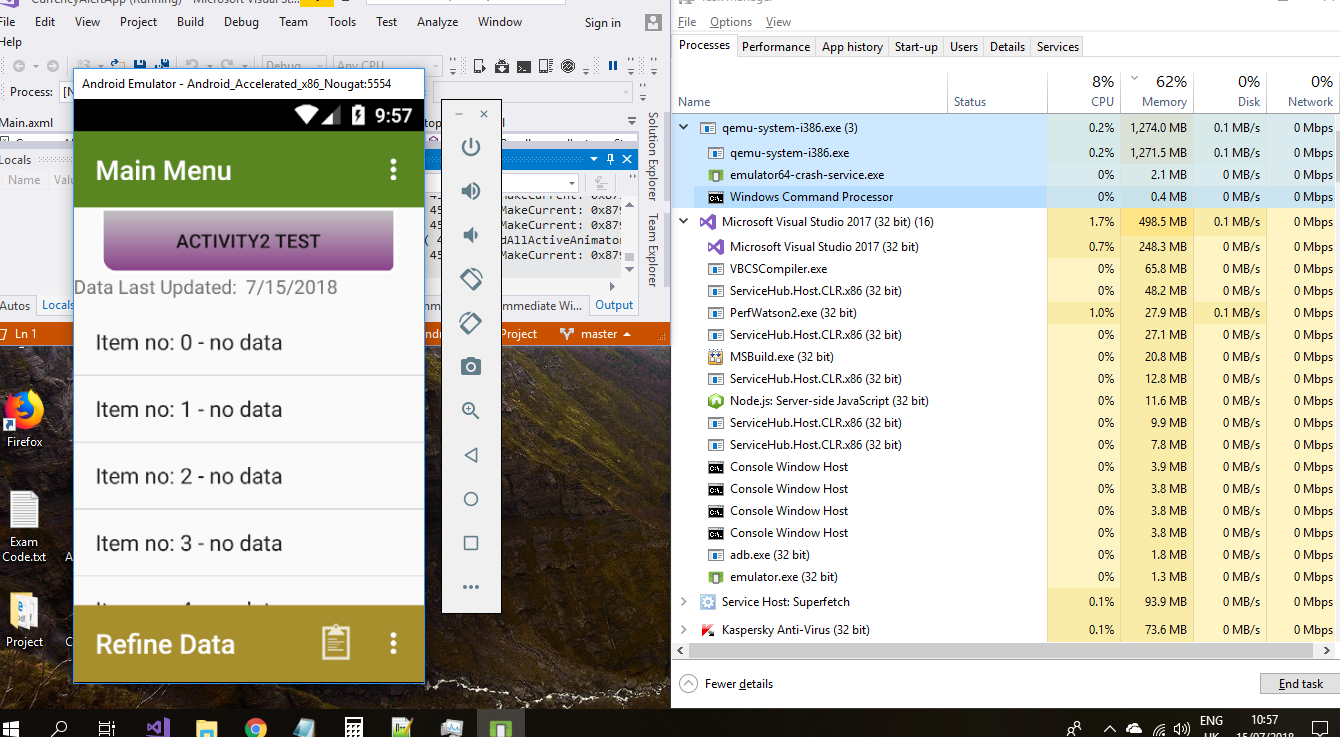 CurrencyAlertApp (Running) - Microsoft Visual St...
File Edit View Project Build Debug Team Tools Test Analyze Window Sign in
Help
Debug Any CPU
Process:
Main.axml
Locals
Name
Autos Locals
Immediate Wi... Output
Ln 1
Project master
Solution Explorer
Team Explorer
MakeCurrent: 0x879
MakeCurrent: 0x879
MakeCurrent: 0x879
dAllActiveAnimator
MakeCurrent: 0x879
Android Emulator - Android_Accelerated_x86_Nougat:5554
9:57
Main Menu
ACTIVITY2 TEST
Data Last Updated: 7/15/2018
Item no: 0 - no data
Item no: 1 - no data
Item no: 2 - no data
Item no: 3 - no data
Refine Data
Firefox
Exam
Code.txt
Project
Task Manager
File Options View
Processes Performance App history Start-up Users Details Services
8% 62% 0% 0%
Name Status CPU Memory Disk Network
qemu-system-i386.exe (3) 0.2% 1,274.0 MB 0.1 MB/s 0 Mbps
qemu-system-i386.exe 0.2% 1,271.5 MB 0.1 MB/s 0 Mbps
emulator64-crash-service.exe 0% 2.1 MB 0 MB/s 0 Mbps
Windows Command Processor 0% 0.4 MB 0 MB/s 0 Mbps
Microsoft Visual Studio 2017 (32 bit) (16) 1.7% 498.5 MB 0.1 MB/s 0 Mbps
Microsoft Visual Studio 2017 (32 bit) 0.7% 248.3 MB 0 MB/s 0 Mbps
VBCSCompiler.exe 0% 65.8 MB 0 MB/s 0 Mbps
ServiceHub.Host.CLR.x86 (32 bit) 0% 48.2 MB 0 MB/s 0 Mbps
PerfWatson2.exe (32 bit) 1.0% 27.9 MB 0.1 MB/s 0 Mbps
ServiceHub.Host.CLR.x86 (32 bit) 0% 27.1 MB 0 MB/s 0 Mbps
MSBuild.exe (32 bit) 0% 20.8 MB 0 MB/s 0 Mbps
ServiceHub.Host.CLR.x86 (32 bit) 0% 12.8 MB 0 MB/s 0 Mbps
Node.js: Server-side JavaScript (32 bit) 0% 11.6 MB 0 MB/s 0 Mbps
ServiceHub.Host.CLR.x86 (32 bit) 0% 9.9 MB 0 MB/s 0 Mbps
ServiceHub.Host.CLR.x86 (32 bit) 0% 7.8 MB 0 MB/s 0 Mbps
Console Window Host 0% 3.9 MB 0 MB/s 0 Mbps
Console Window Host 0% 3.8 MB 0 MB/s 0 Mbps
Console Window Host 0% 3.8 MB 0 MB/s 0 Mbps
Console Window Host 0% 3.8 MB 0 MB/s 0 Mbps
adb.exe (32 bit) 0% 1.8 MB 0 MB/s 0 Mbps
emulator.exe (32 bit) 0% 1.3 MB 0 MB/s 0 Mbps
Service Host: Superfetch 0.1% 93.9 MB 0 MB/s 0 Mbps
Kaspersky Anti-Virus (32 bit) 0.1% 73.6 MB 0 MB/s 0 Mbps
Fewer details End task
ENG 10:57
UK 15/07/2018